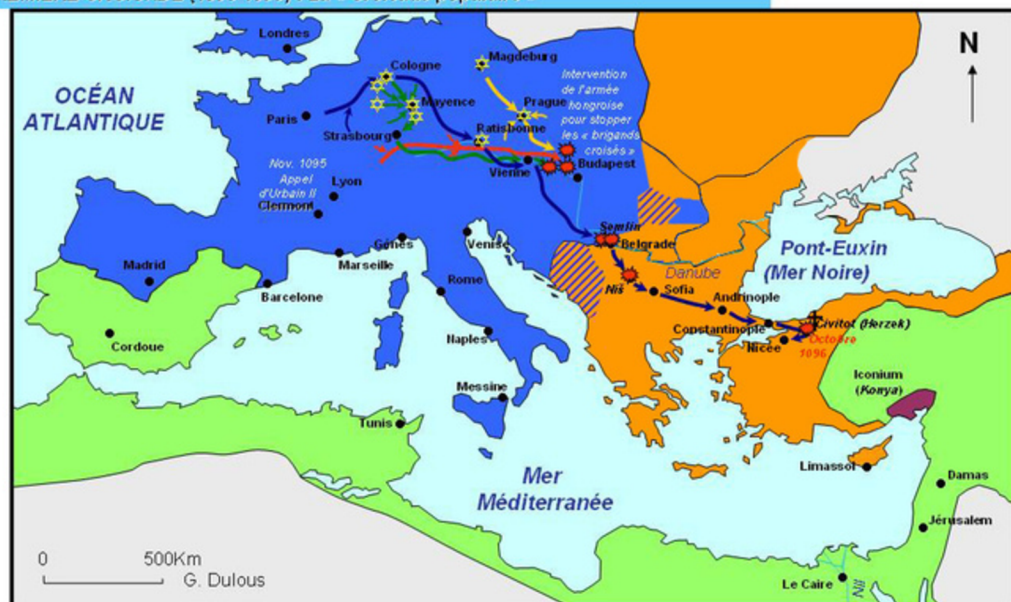 Londres
Cologne
Magdeburg
N
OCÉAN
ATLANTIQUE
Intervention
de l'armée
hongroise
pour stopper
les « brigands
croisés »
Mayence
Prague
Paris
Strasbourg
Ratisbonne
Vienne
Budapest
Nov. 1095
Appel
d'Urbain II
Lyon
Clermont
Semlin
Belgrade
Gênes
Venise
Marseille
Pont-Euxin
(Mer Noire)
Madrid
Barcelone
Rome
Danube
Niš
Sofia
Andrinople
Constantinople
Civitot (Herzek)
Octobre
1096
Nicée
Cordoue
Naples
Iconium
(Konya)
Messine
Tunis
Limassol
Mer
Méditerranée
Damas
Jérusalem
0 500Km
G. Dulous
Le Caire
Nil